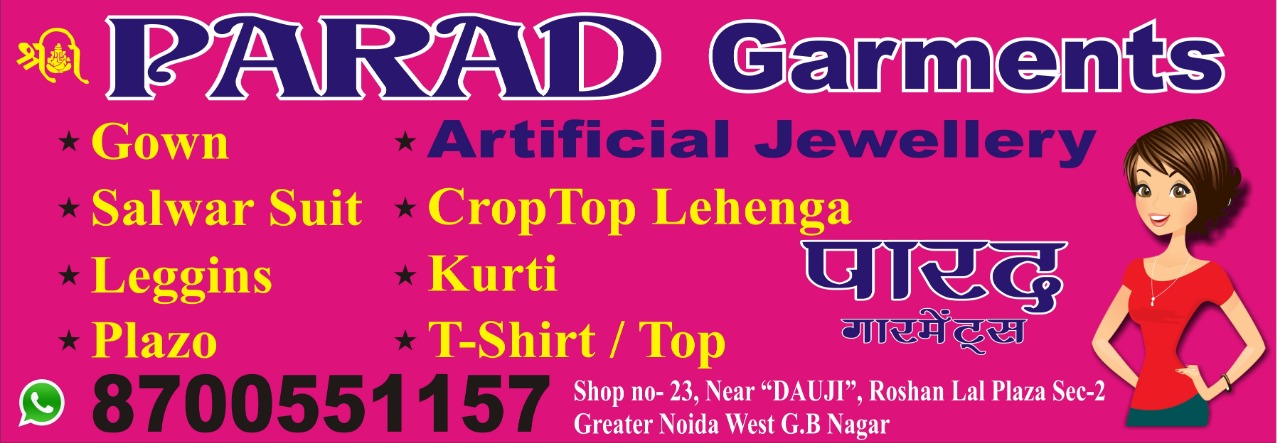 श्री PARAD Garments
★ Gown
★ Salwar Suit
★ Leggins
★ Plazo
★ Artificial Jewellery
★ CropTop Lehenga
★ Kurti
★ T-Shirt / Top
पारद
गारमेंट्स
8700551157
Shop no- 23, Near “DAUJI”, Roshan Lal Plaza Sec-2
Greater Noida West G.B Nagar